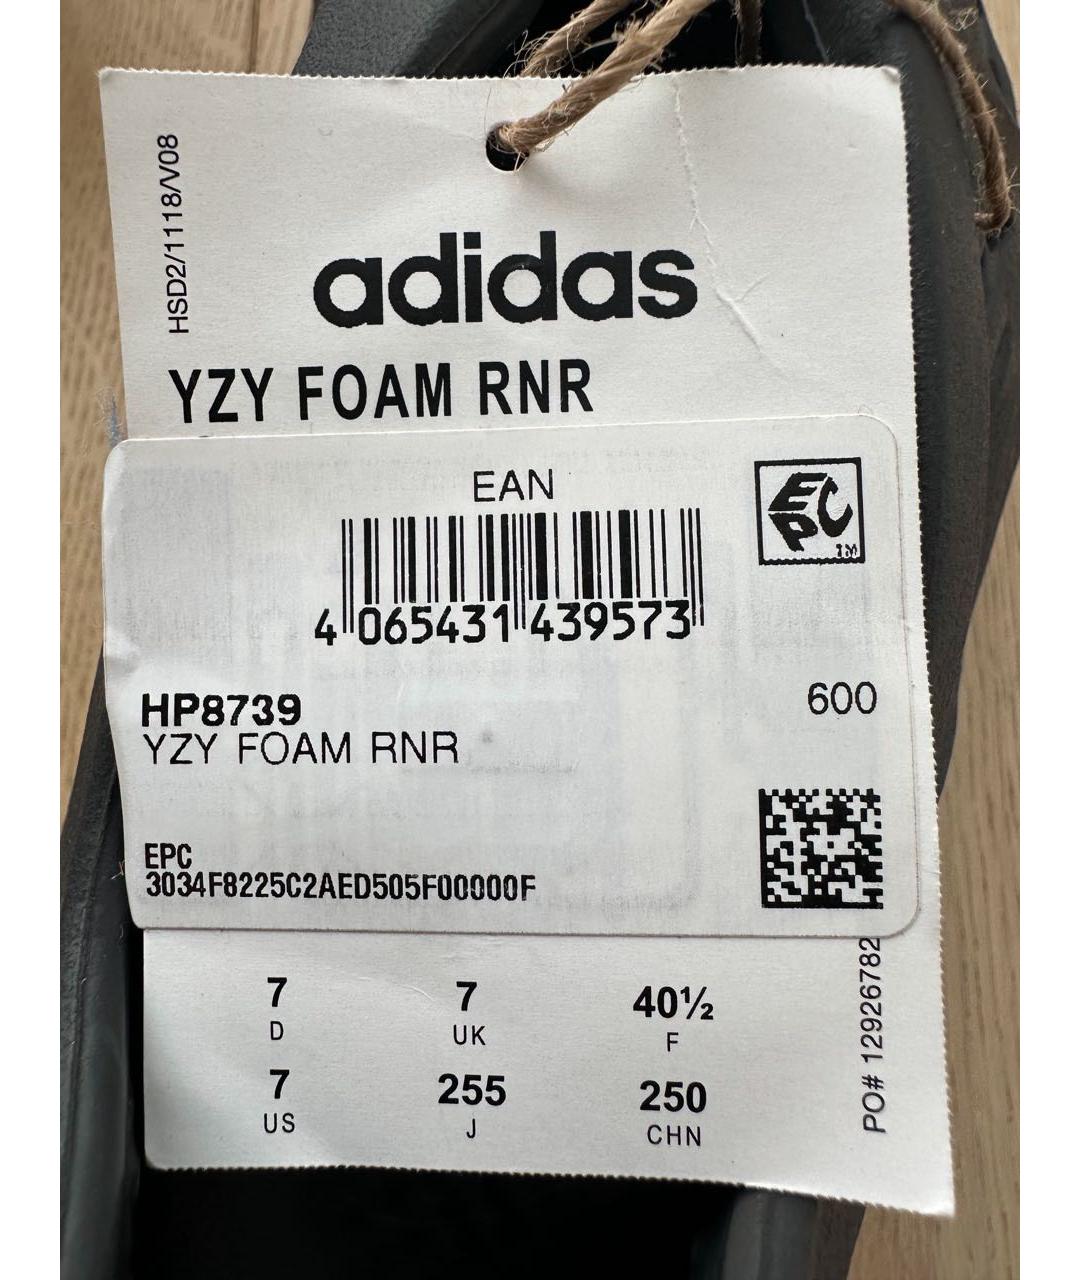 HSD2/1118/V08
adidas
YZY FOAM RNR
EAN
EPC
TM
4 065431 439573
HP8739
600
YZY FOAM RNR
EPC
3034F8225C2AED505F00000F
7
D
7
UK
40½
F
7
US
255
J
250
CHN
PO# 12926782